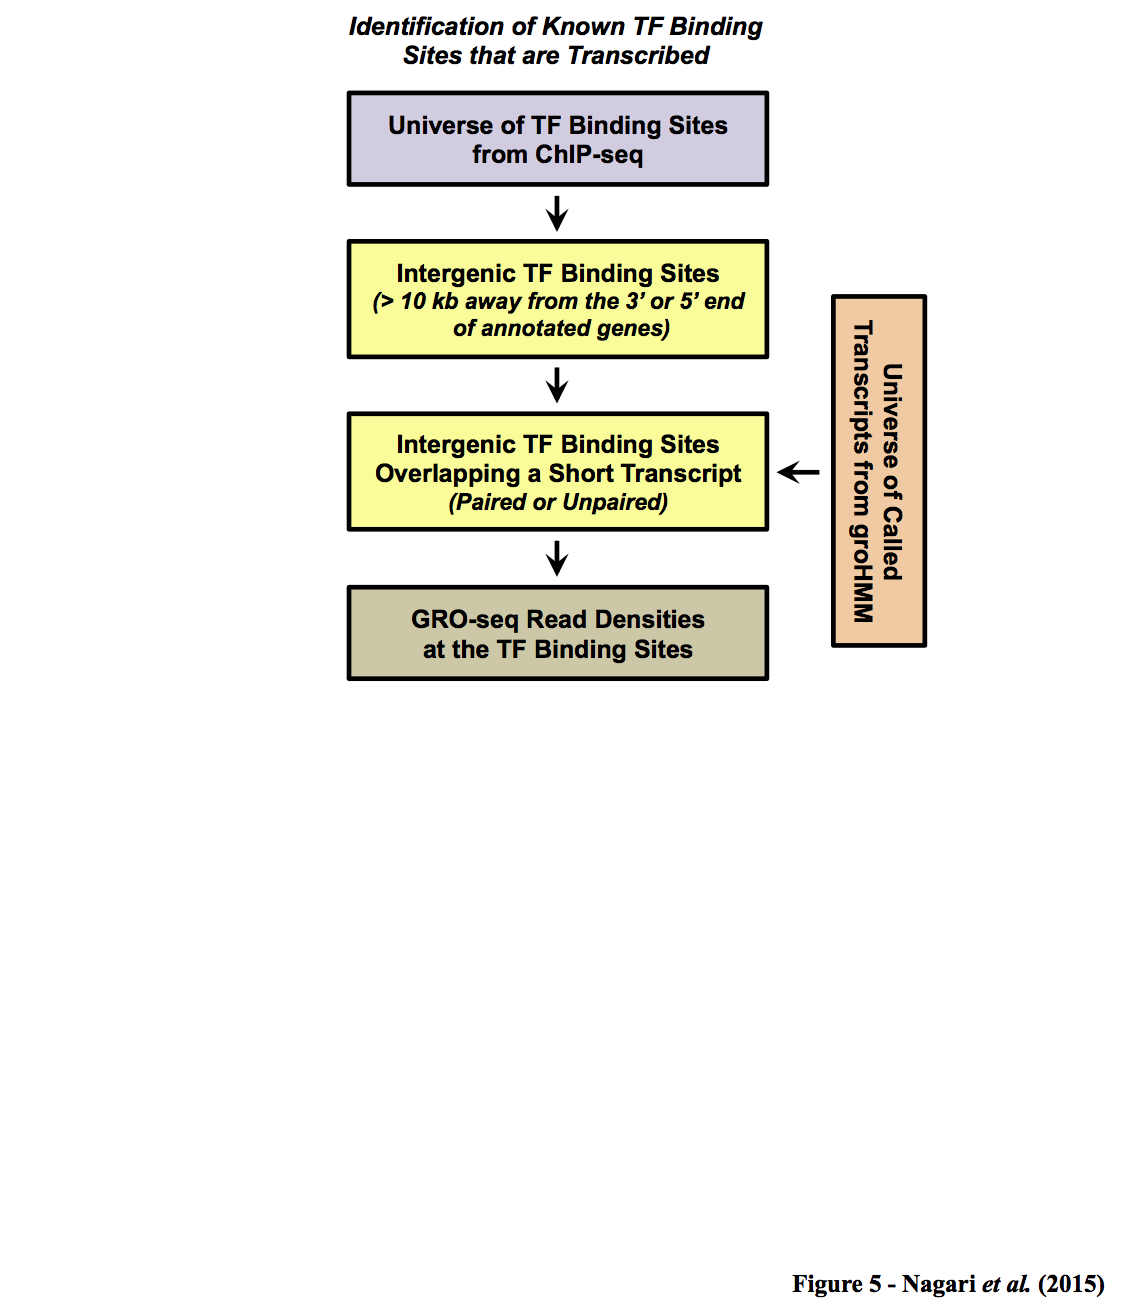 Identification of Known TF Binding
Sites that are Transcribed
Universe of TF Binding Sites
from ChIP-seq
Intergenic TF Binding Sites
(> 10 kb away from the 3’ or 5’ end
of annotated genes)
Intergenic TF Binding Sites
Overlapping a Short Transcript
(Paired or Unpaired)
Universe of Called
Transcripts from groHMM
GRO-seq Read Densities
at the TF Binding Sites
Figure 5 - Nagari et al. (2015)